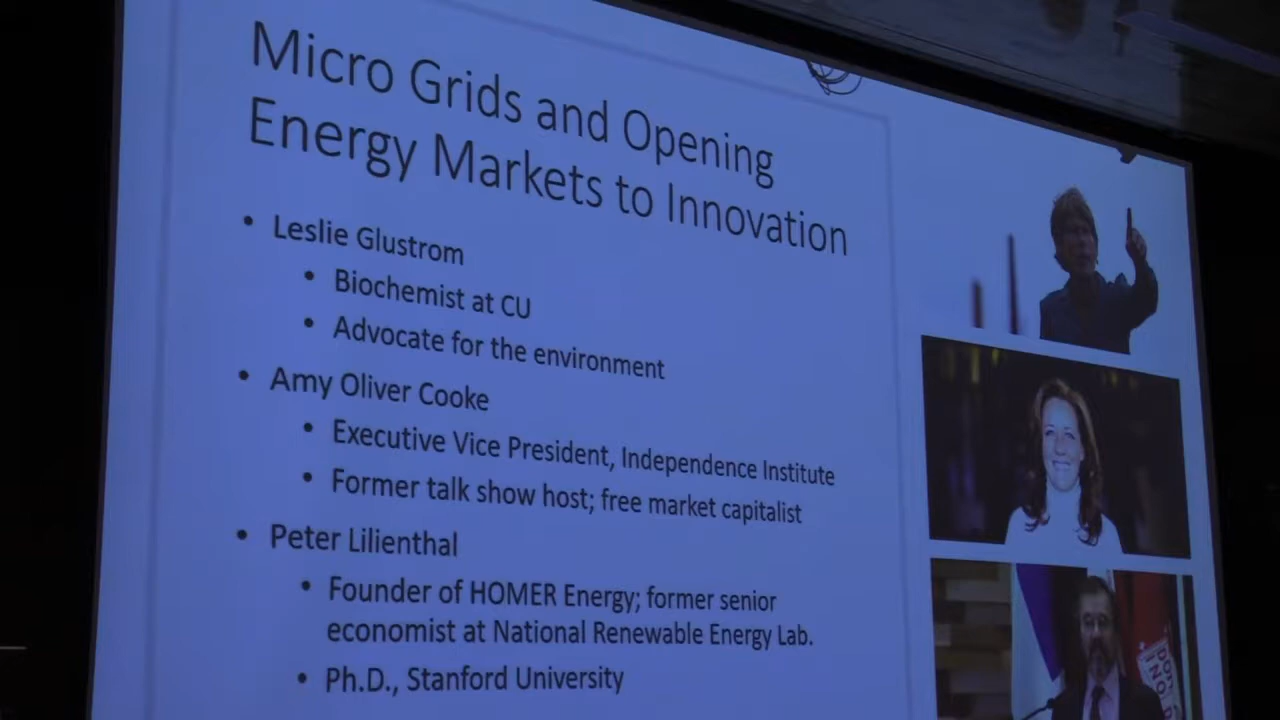 Micro Grids and Opening
Energy Markets to Innovation
• Leslie Glustrom
• Biochemist at CU
• Advocate for the environment
• Amy Oliver Cooke
• Executive Vice President, Independence Institute
• Former talk show host; free market capitalist
• Peter Lilienthal
• Founder of HOMER Energy; former senior
economist at National Renewable Energy Lab.
• Ph.D., Stanford University